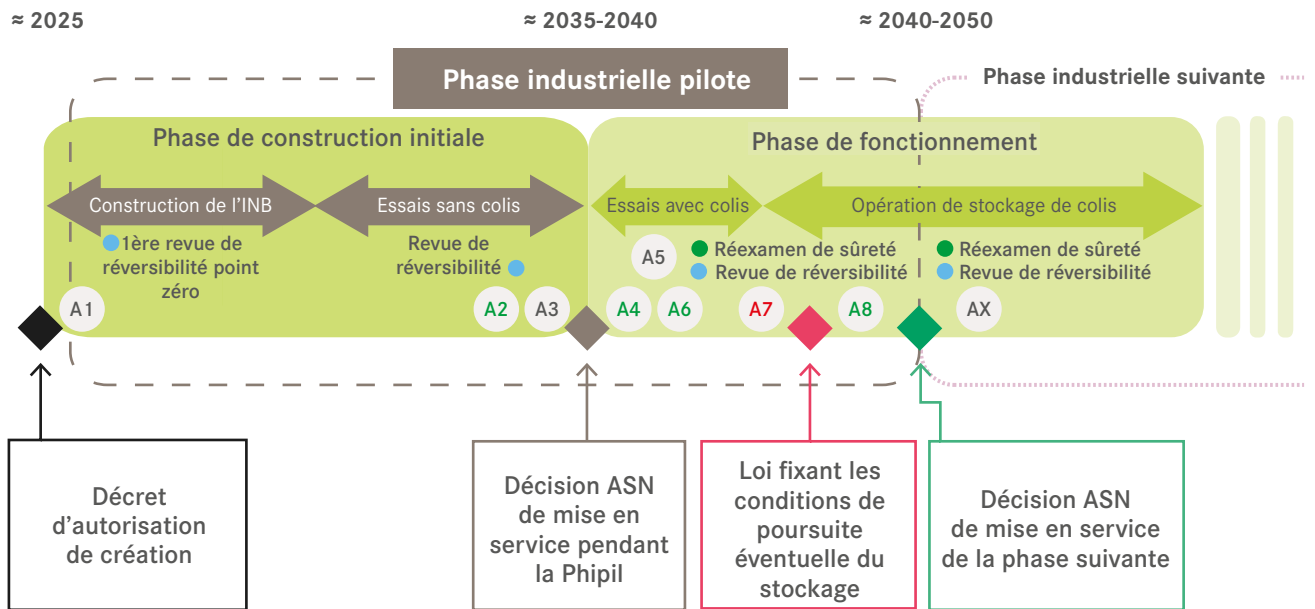 ≈ 2025
≈ 2035-2040
≈ 2040-2050
Phase industrielle pilote
Phase industrielle suivante
Phase de construction initiale
Phase de fonctionnement
Construction de l’INB
Essais sans colis
Essais avec colis
Opération de stockage de colis
1ère revue de
réversibilité point
zéro
Revue de
réversibilité
A5
Réexamen de sûreté
Revue de réversibilité
Réexamen de sûreté
Revue de réversibilité
A1
A2
A3
A4
A6
A7
A8
AX
Décret
d’autorisation
de création
Décision ASN
de mise en
service pendant
la Phipil
Loi fixant les
conditions de
poursuite
éventuelle du
stockage
Décision ASN
de mise en service
de la phase suivante